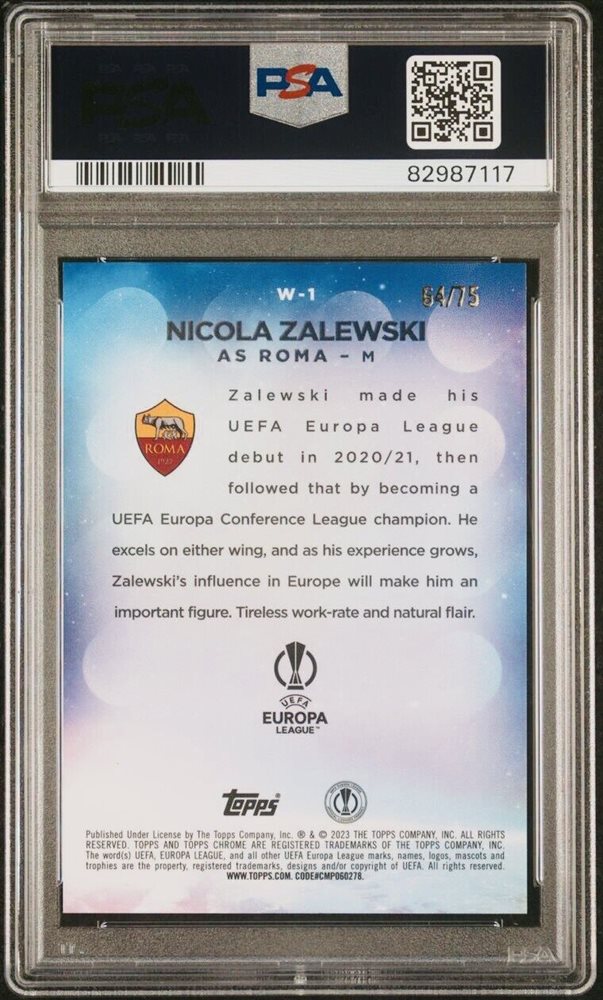 PSA
82987117
W-1 64/75
NICOLA ZALEWSKI
AS ROMA – M
ROMA
1927
Zalewski made his
UEFA Europa League
debut in 2020/21, then
followed that by becoming a
UEFA Europa Conference League champion. He
excels on either wing, and as his experience grows,
Zalewski's influence in Europe will make him an
important figure. Tireless work-rate and natural flair.
UEFA
EUROPA
LEAGUE™
Topps®
Published Under License by The Topps Company, Inc. ® & © 2023 THE TOPPS COMPANY, INC. ALL RIGHTS
RESERVED. TOPPS AND TOPPS CHROME ARE REGISTERED TRADEMARKS OF THE TOPPS COMPANY, INC.
The word(s) UEFA, EUROPA LEAGUE, and all other UEFA Europa League marks, names, logos, mascots and
trophies are the property, registered trademarks, designs and/or copyright of UEFA. All rights reserved.
WWW.TOPPS.COM. CODE#CMP060278.
PSA